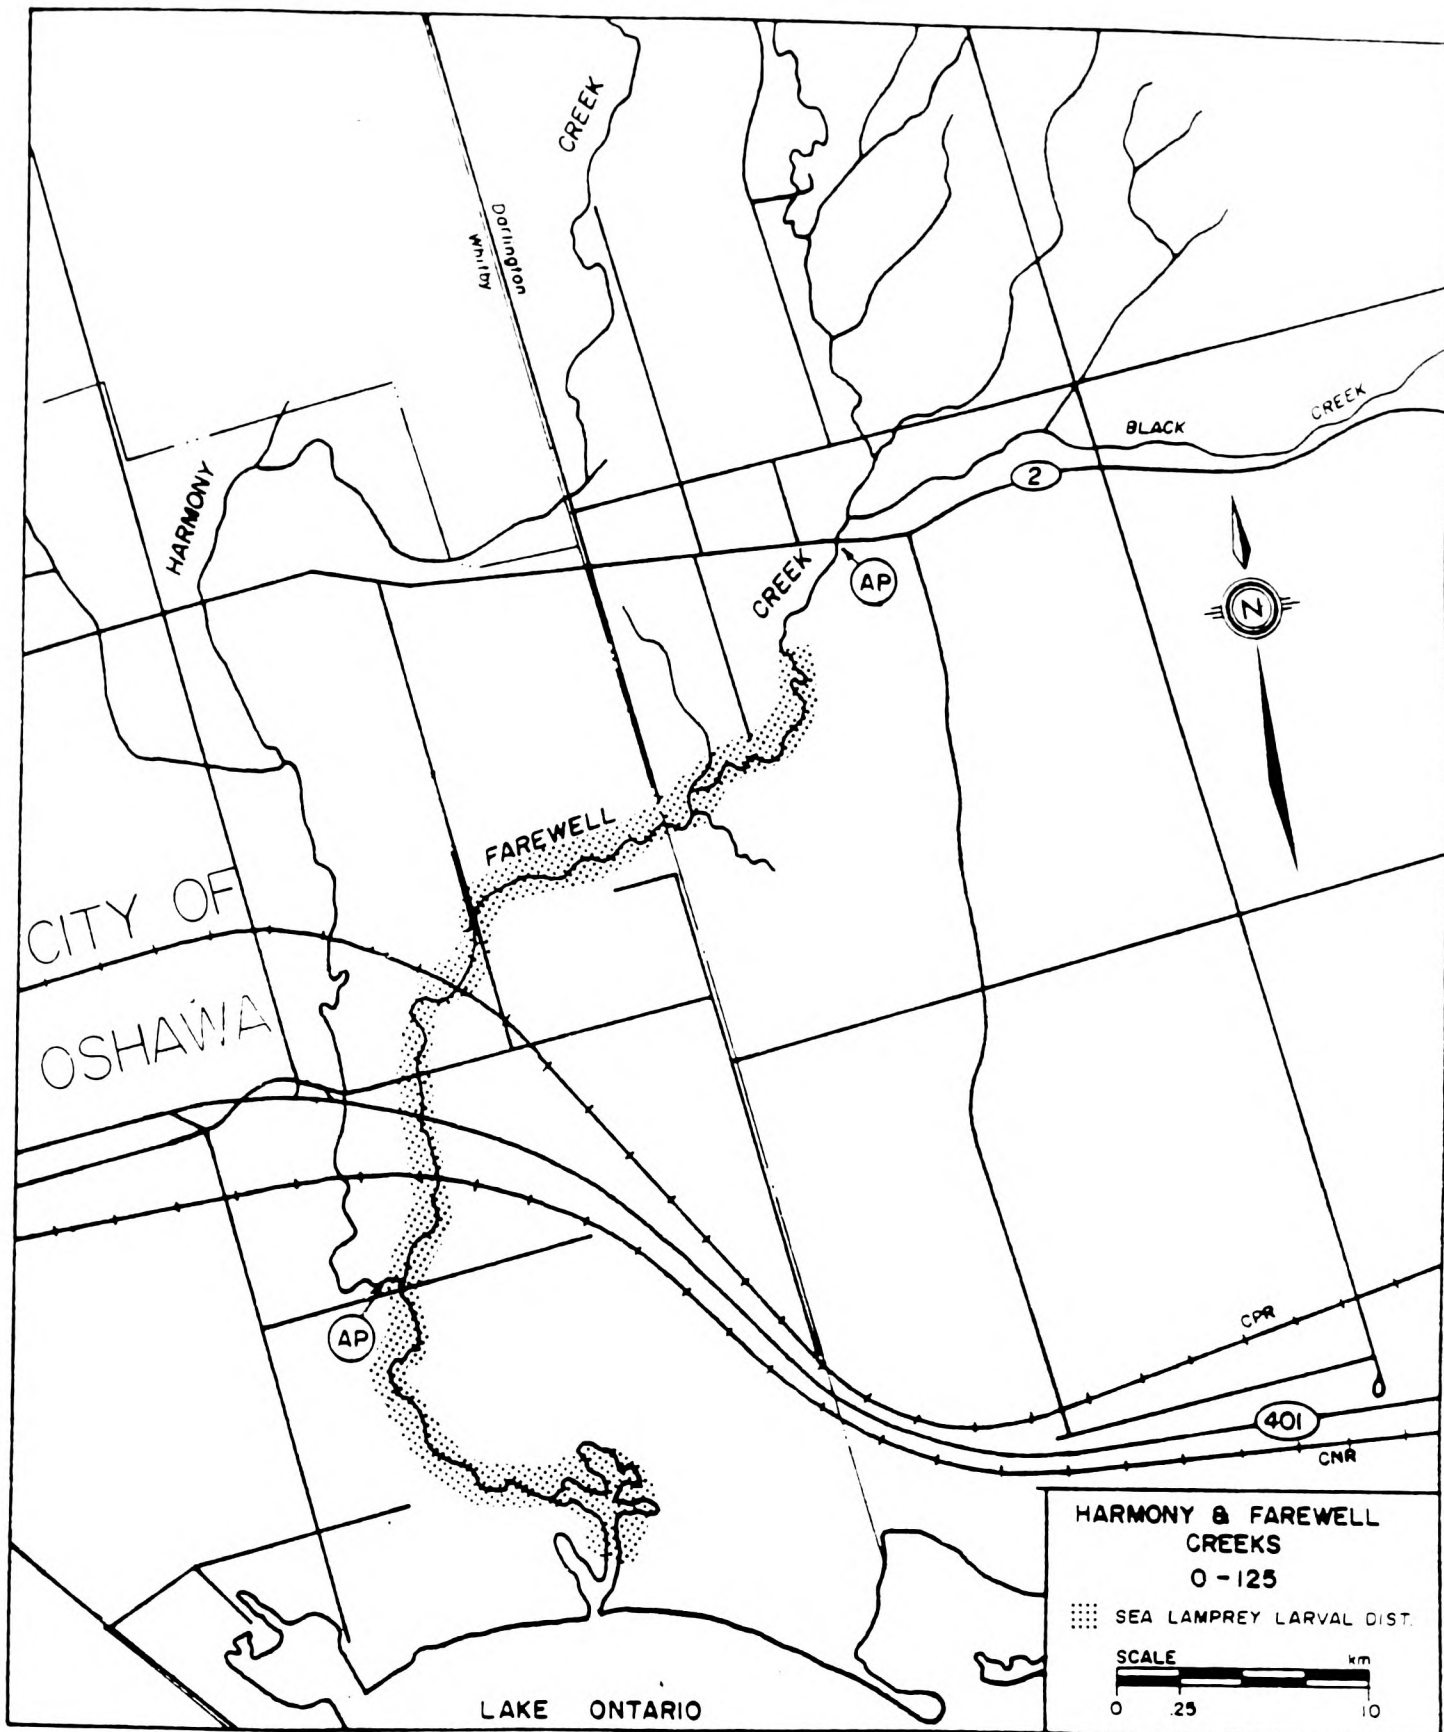 CREEK
Darlington
Whitby
HARMONY
BLACK
CREEK
2
CREEK
AP
N
FAREWELL
CITY OF
OSHAWA
AP
CPR
401
CNR
HARMONY & FAREWELL
CREEKS
O-125
SEA LAMPREY LARVAL DIST.
SCALE km
0 .25 1.0
LAKE ONTARIO